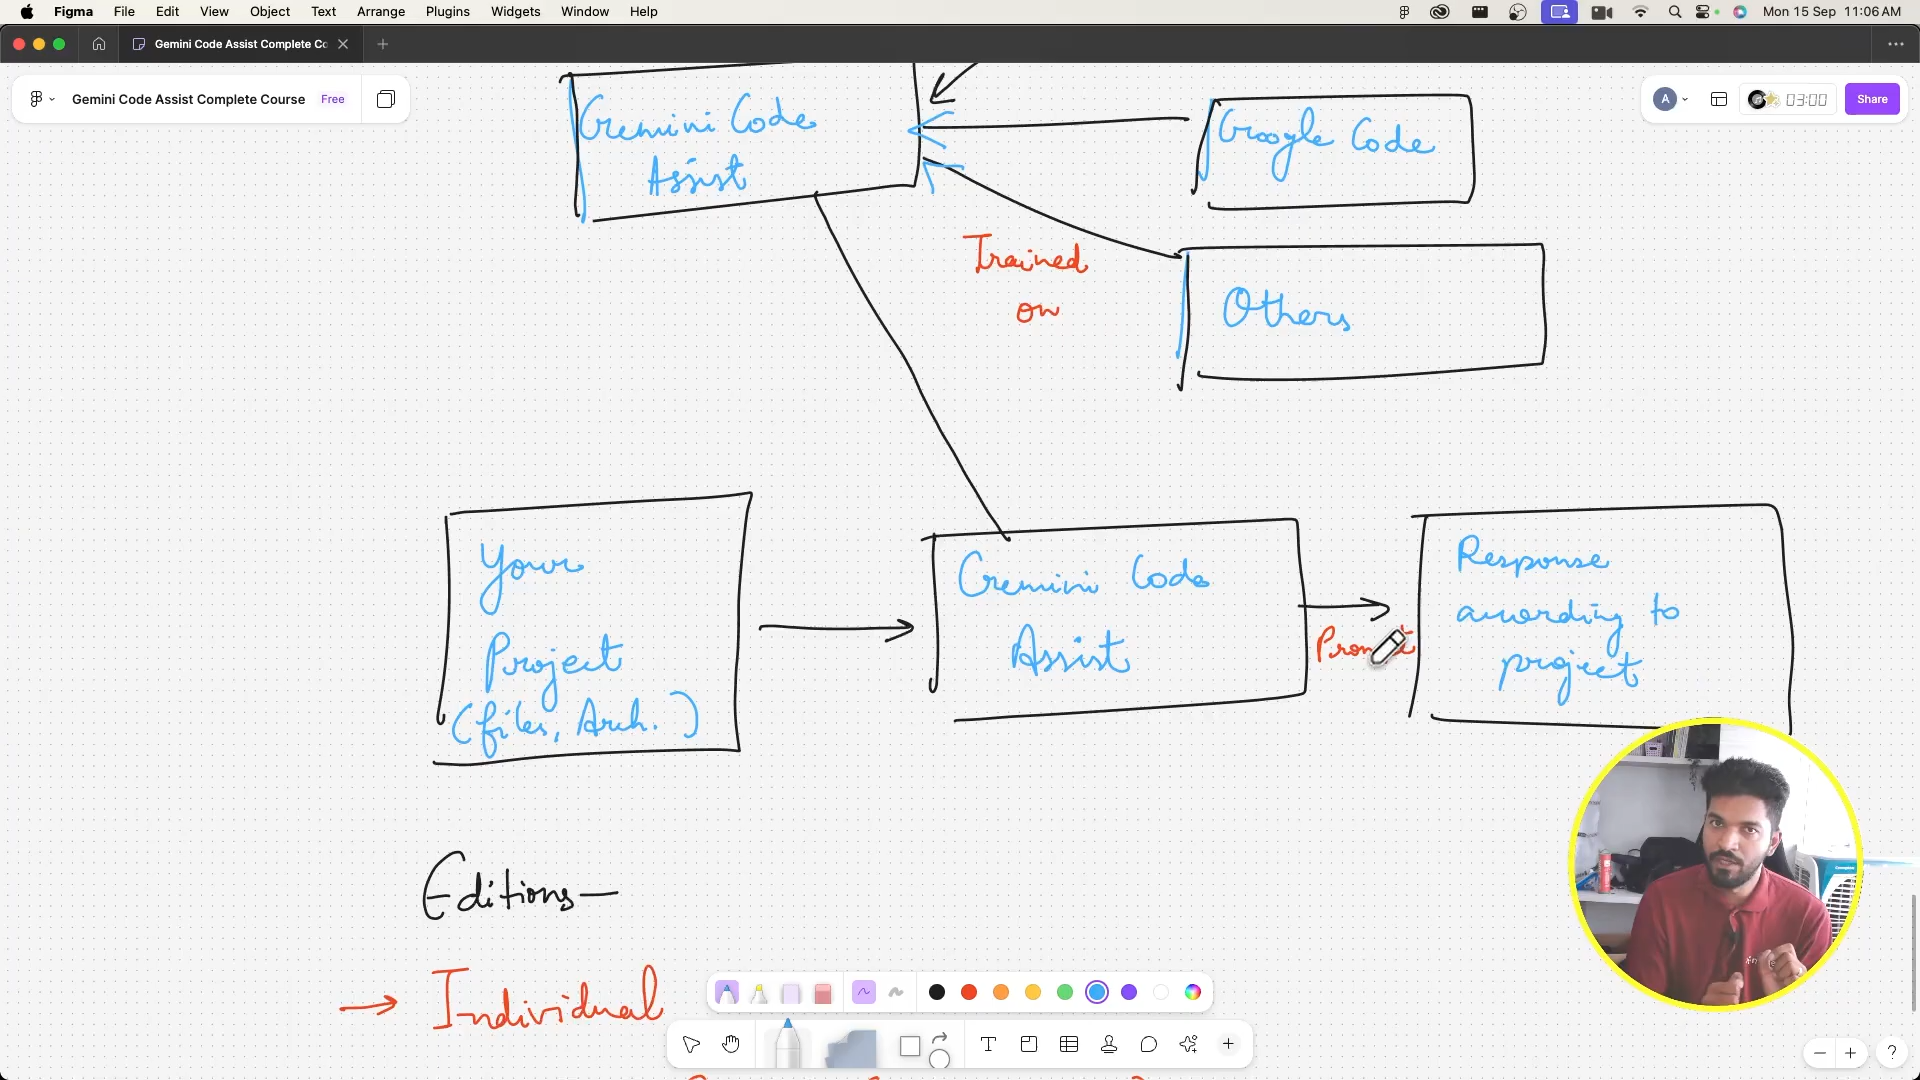 Figma File Edit View Object Text Arrange Plugins Widgets Window Help Mon 15 Sep 11:06 AM
Gemini Code Assist Complete Co
Gemini Code Assist Complete Course Free
A 03:00 Share
Gemini Code
Assist
Google Code
Trained
on
Others
Your
Project
(files, Arch.)
Gemini Code
Assist
Response
according to
project
Editions—
→ Individual
T
?